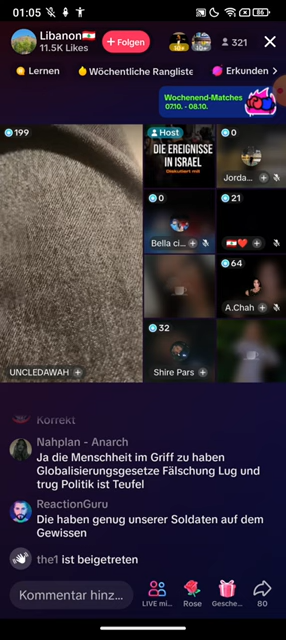 01:05
86
Libanon🇱🇧
11.5K Likes
+ Folgen
321
Lernen
Wöchentliche Rangliste
Erkunden
Wochenend-Matches
07.10. - 08.10.
199
Host
DIE EREIGNISSE
IN ISRAEL
0
Jorda...
0
Bella ci...
21
🇱🇧❤️
64
A.Chah
32
Shire Pars
UNCLEDAWAH
Korrekt
Nahplan - Anarch
Ja die Menschheit im Griff zu haben
Globalisierungsgesetze Fälschung Lug und
trug Politik ist Teufel
ReactionGuru
Die haben genug unserer Soldaten auf dem
Gewissen
the1 ist beigetreten
Kommentar hinz...
LIVE mi...
Rose
Gesche...
80